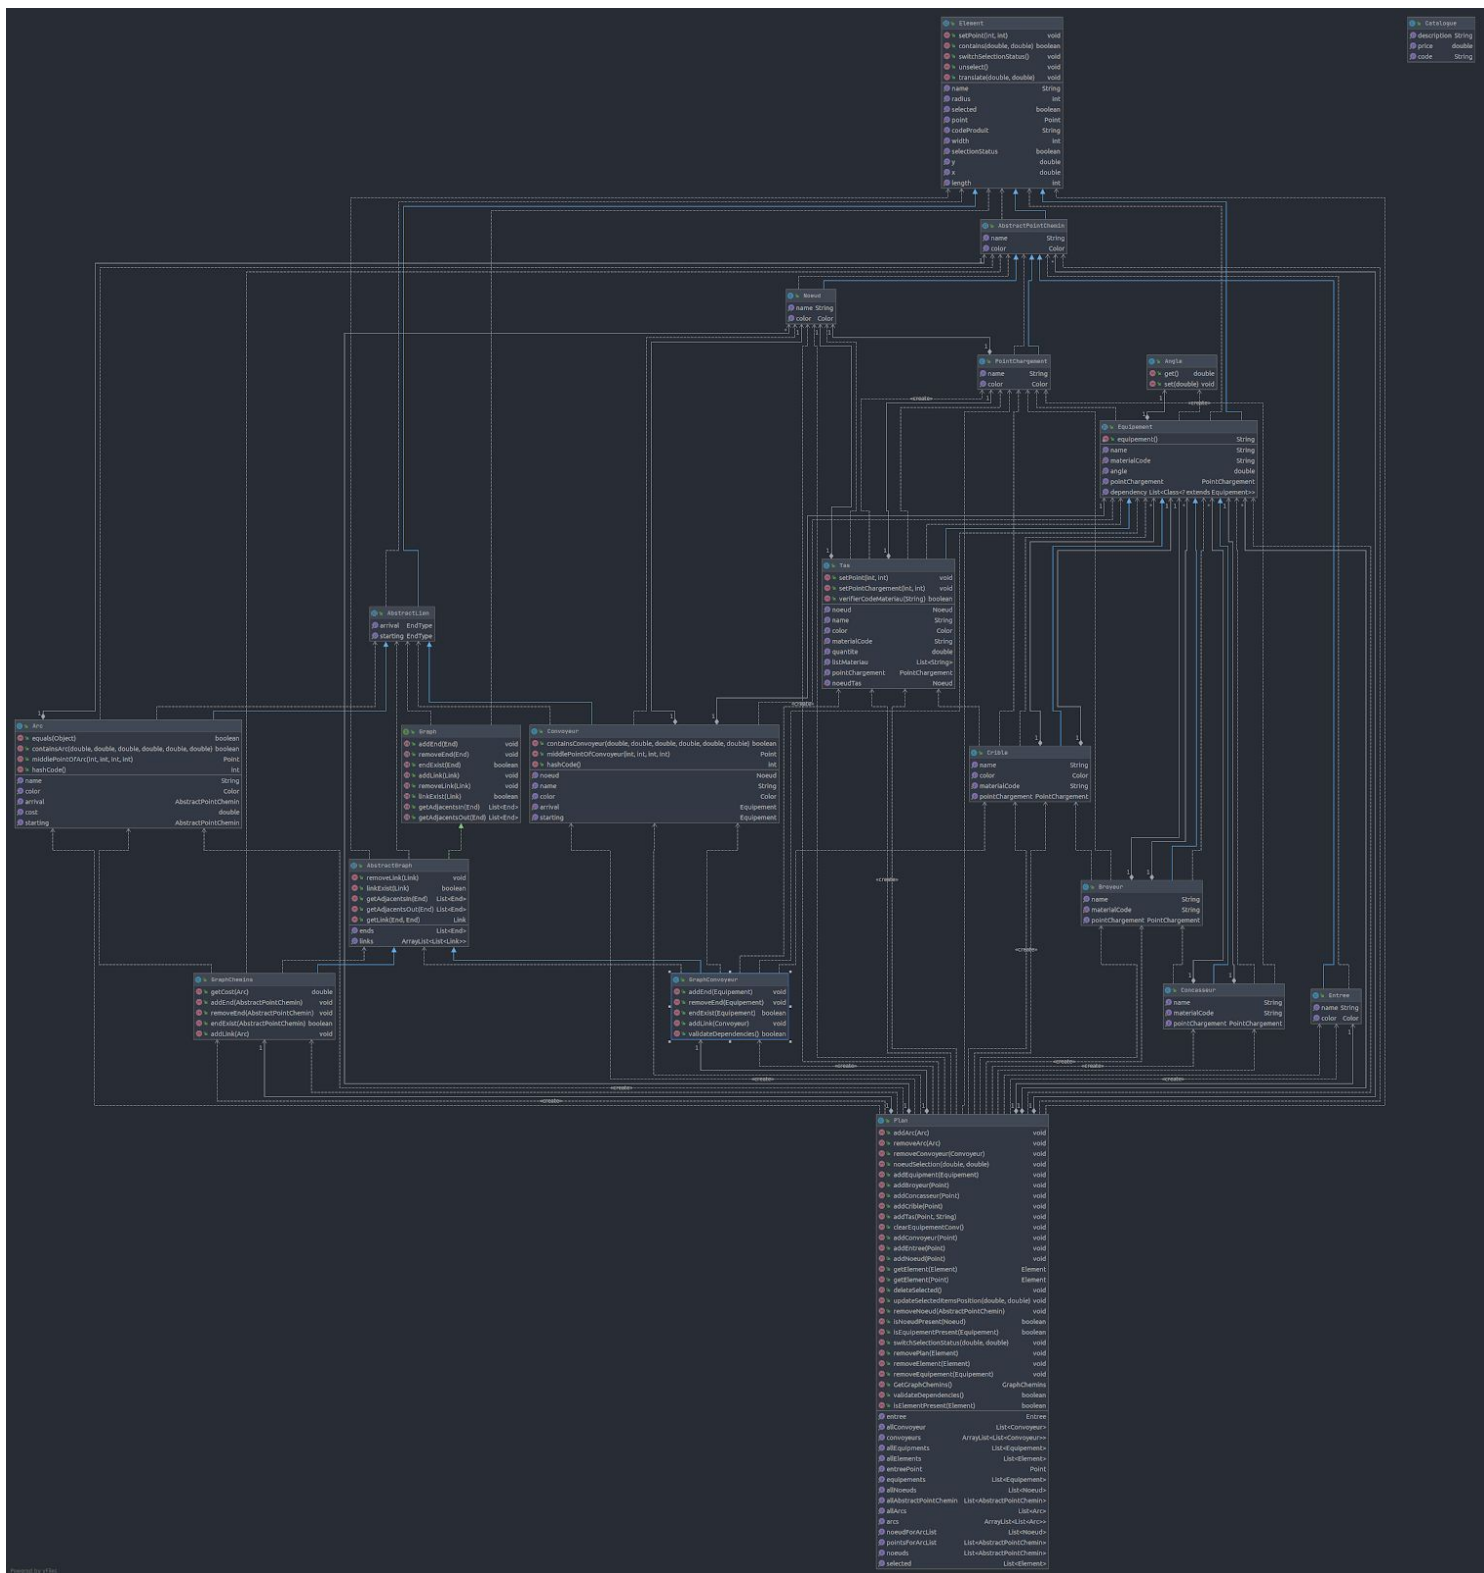 Element
setPoint(int, int) void
contains(double, double) boolean
switchSelectionStatus() void
unselect() void
translate(double, double) void
name String
radius int
selected boolean
point Point
codeProduit String
width int
selectionStatus boolean
y double
x double
length int
Catalogue
description String
price double
code String
AbstractPointChemin
name String
color Color
Noeud
name String
color Color
PointChargement
name String
color Color
Angle
get() double
set(double) void
«create»
«create»
Equipement
equipement() String
name String
materialCode String
angle double
pointChargement PointChargement
dependency List<Class<? extends Equipement>>
Tas
setPoint(int, int) void
setPointChargement(int, int) void
verifierCodeMateriau(String) boolean
noeud Noeud
name String
color Color
materialCode String
quantite double
listMateriau List<String>
pointChargement PointChargement
noeudTas Noeud
AbstractLien
arrival EndType
starting EndType
«create»
Arc
equals(Object) boolean
containsArc(double, double, double, double, double, double) boolean
middlePointOfArc(int, int, int, int) Point
hashCode() int
name String
color Color
arrival AbstractPointChemin
cost double
starting AbstractPointChemin
Graph
addEnd(End) void
removeEnd(End) void
endExist(End) boolean
addLink(Link) void
removeLink(Link) void
linkExist(Link) boolean
getAdjacentsIn(End) List<End>
getAdjacentsOut(End) List<End>
Convoyeur
containsConvoyeur(double, double, double, double, double, double) boolean
middlePointOfConvoyeur(int, int, int, int) Point
hashCode() int
noeud Noeud
name String
color Color
arrival Equipement
starting Equipement
Crible
name String
color Color
materialCode String
pointChargement PointChargement
AbstractGraph
removeLink(Link) void
linkExist(Link) boolean
getAdjacentsIn(End) List<End>
getAdjacentsOut(End) List<End>
getLink(End, End) Link
ends List<End>
links ArrayList<List<Link>>
«create»
Broyeur
name String
materialCode String
pointChargement PointChargement
«create»
GraphChemins
getCost(Arc) double
addEnd(AbstractPointChemin) void
removeEnd(AbstractPointChemin) void
endExist(AbstractPointChemin) boolean
addLink(Arc) void
GraphConvoyeur
addEnd(Equipement) void
removeEnd(Equipement) void
endExist(Equipement) boolean
addLink(Convoyeur) void
validateDependencies() boolean
Concasseur
name String
materialCode String
pointChargement PointChargement
Entree
name String
color Color
«create»
«create»
«create»
«create»
«create»
«create»
«create»
Plan
addArc(Arc) void
removeArc(Arc) void
removeConvoyeur(Convoyeur) void
noeudSelection(double, double) void
addEquipment(Equipement) void
addBroyeur(Point) void
addConcasseur(Point) void
addCrible(Point) void
addTas(Point, String) void
clearEquipementConv() void
addConvoyeur(Point) void
addEntree(Point) void
addNoeud(Point) void
getElement(Element) Element
getElement(Point) Element
deleteSelected() void
updateSelectedItemsPosition(double, double) void
removeNoeud(AbstractPointChemin) void
isNoeudPresent(Noeud) boolean
isEquipementPresent(Equipement) boolean
switchSelectionStatus(double, double) void
removePlan(Element) void
removeElement(Element) void
removeEquipement(Equipement) void
GetGraphChemins() GraphChemins
validateDependencies() boolean
isElementPresent(Element) boolean
entree Entree
allConvoyeur List<Convoyeur>
convoyeurs ArrayList<List<Convoyeur>>
allEquipments List<Equipement>
allElements List<Element>
entreePoint Point
equipements List<Equipement>
allNoeuds List<Noeud>
allAbstractPointChemin List<AbstractPointChemin>
allArcs List<Arc>
arcs ArrayList<List<Arc>>
noeudForArcList List<Noeud>
pointsForArcList List<AbstractPointChemin>
noeuds List<AbstractPointChemin>
selected List<Element>
Powered by yFiles